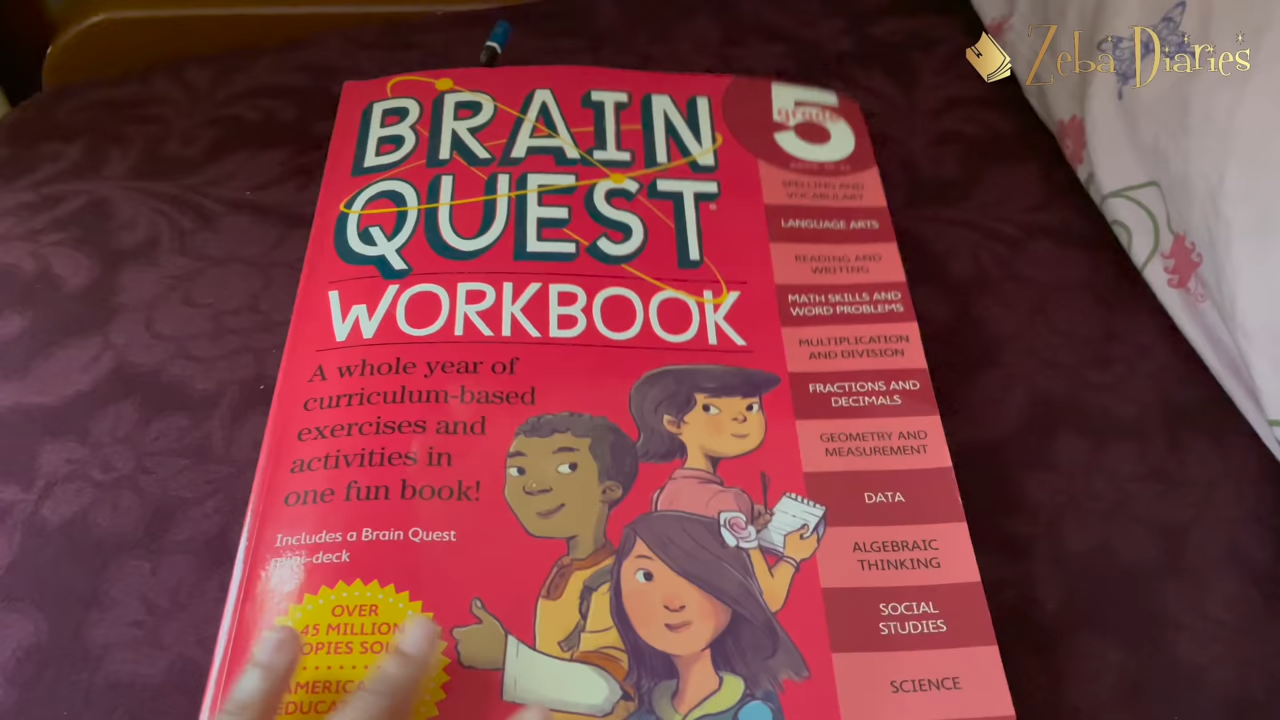 Zeba Diaries
BRAIN
QUEST
WORKBOOK
A whole year of
curriculum-based
exercises and
activities in
one fun book!
Includes a Brain Quest
mini-deck
OVER
45 MILLION
COPIES
5
grade
SPELLING AND
VOCABULARY
LANGUAGE ARTS
READING AND
WRITING
MATH SKILLS AND
WORD PROBLEMS
MULTIPLICATION
AND DIVISION
FRACTIONS AND
DECIMALS
GEOMETRY AND
MEASUREMENT
DATA
ALGEBRAIC
THINKING
SOCIAL
STUDIES
SCIENCE